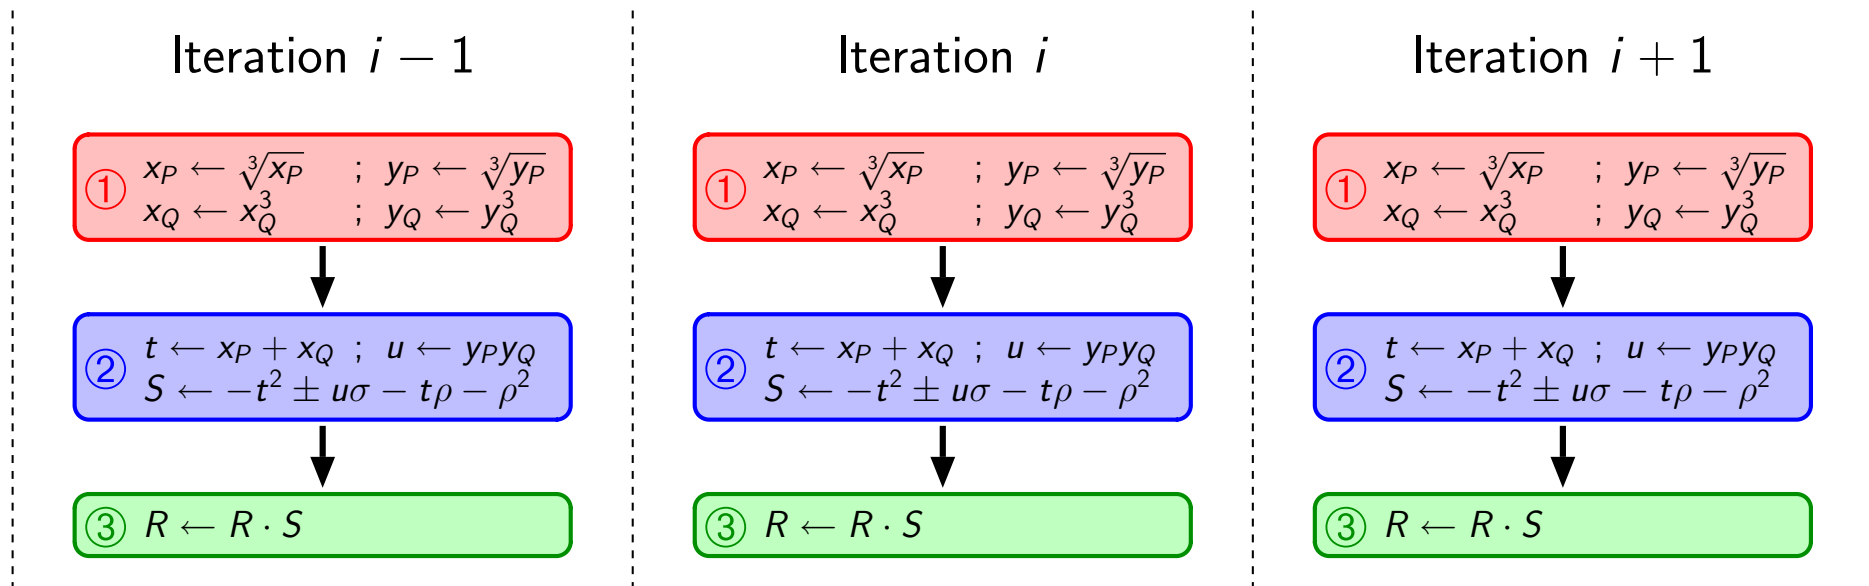 Iteration i − 1
① x_P ← ∛x_P ; y_P ← ∛y_P
x_Q ← x_Q^3 ; y_Q ← y_Q^3
② t ← x_P + x_Q ; u ← y_P y_Q
S ← −t^2 ± uσ − tρ − ρ^2
③ R ← R · S
Iteration i
① x_P ← ∛x_P ; y_P ← ∛y_P
x_Q ← x_Q^3 ; y_Q ← y_Q^3
② t ← x_P + x_Q ; u ← y_P y_Q
S ← −t^2 ± uσ − tρ − ρ^2
③ R ← R · S
Iteration i + 1
① x_P ← ∛x_P ; y_P ← ∛y_P
x_Q ← x_Q^3 ; y_Q ← y_Q^3
② t ← x_P + x_Q ; u ← y_P y_Q
S ← −t^2 ± uσ − tρ − ρ^2
③ R ← R · S